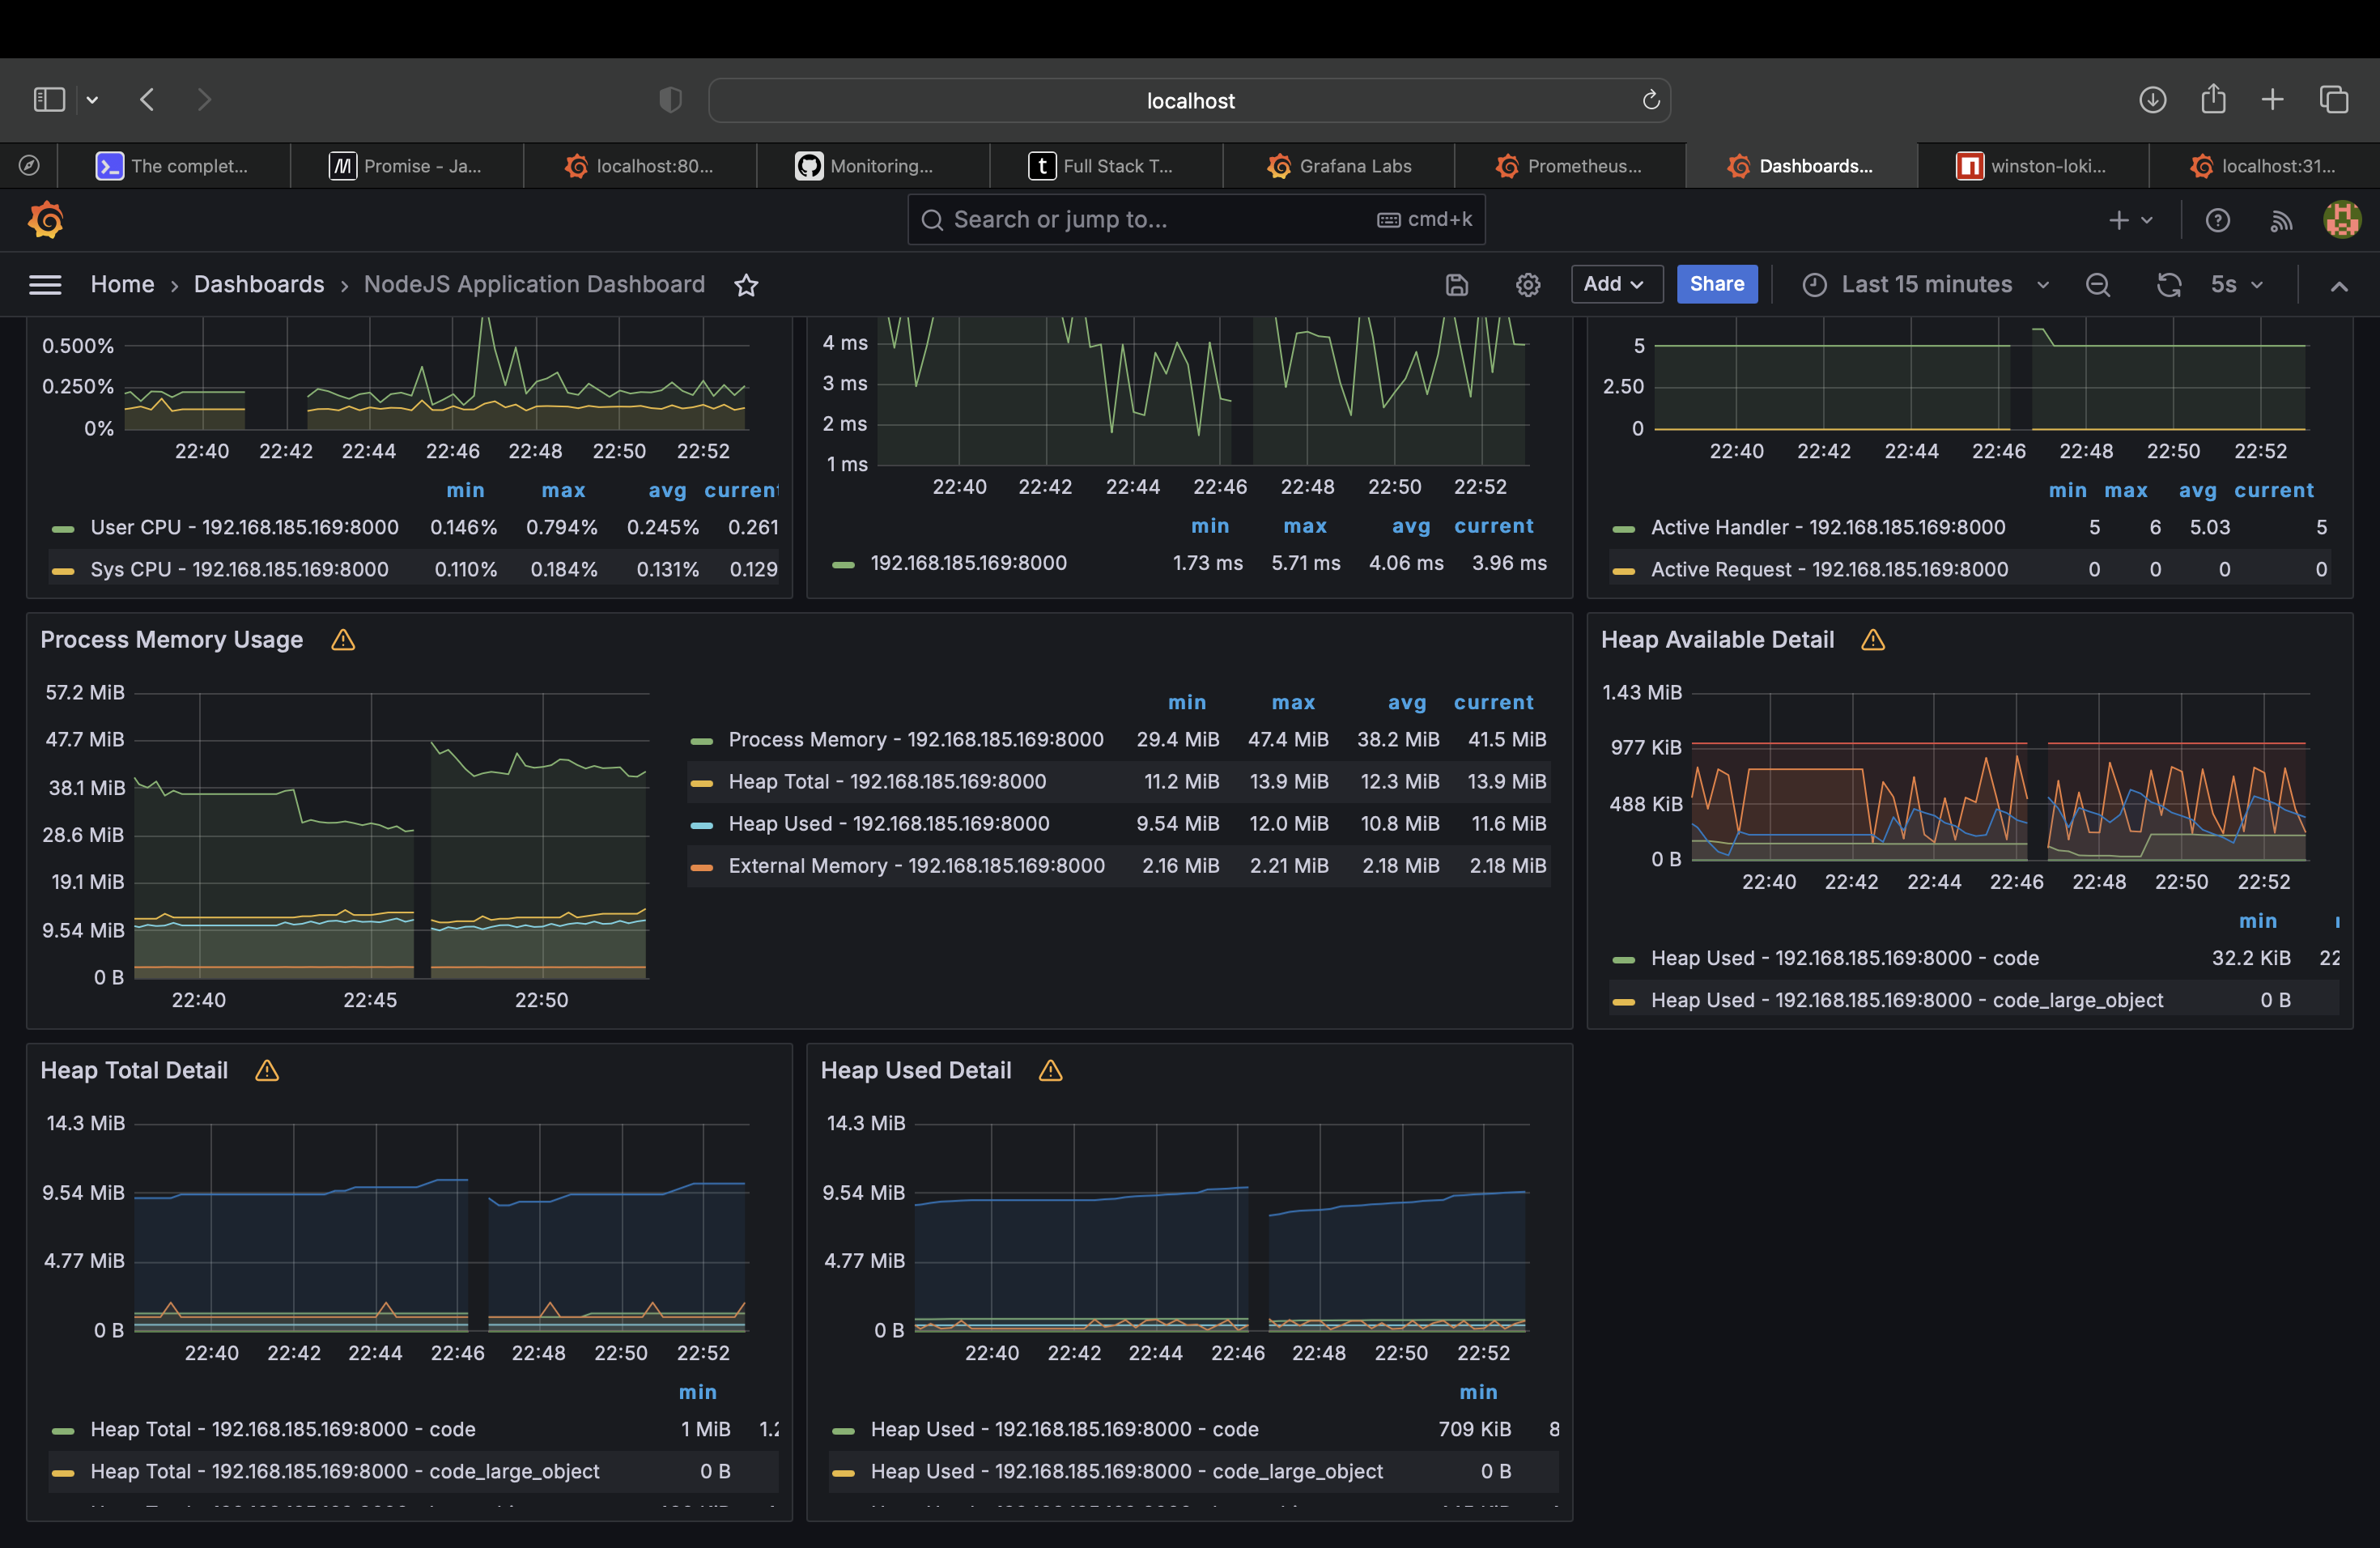 localhost
The complet...
Promise - Ja...
localhost:80...
Monitoring...
Full Stack T...
Grafana Labs
Prometheus...
Dashboards...
winston-loki...
localhost:31...
Search or jump to... cmd+k
Home › Dashboards › NodeJS Application Dashboard
Add
Share
Last 15 minutes
5s
0.500%
0.250%
0%
22:40 22:42 22:44 22:46 22:48 22:50 22:52
min max avg current
User CPU - 192.168.185.169:8000 0.146% 0.794% 0.245% 0.261
Sys CPU - 192.168.185.169:8000 0.110% 0.184% 0.131% 0.129
4 ms
3 ms
2 ms
1 ms
22:40 22:42 22:44 22:46 22:48 22:50 22:52
min max avg current
192.168.185.169:8000 1.73 ms 5.71 ms 4.06 ms 3.96 ms
5
2.50
0
22:40 22:42 22:44 22:46 22:48 22:50 22:52
min max avg current
Active Handler - 192.168.185.169:8000 5 6 5.03 5
Active Request - 192.168.185.169:8000 0 0 0 0
Process Memory Usage
57.2 MiB
47.7 MiB
38.1 MiB
28.6 MiB
19.1 MiB
9.54 MiB
0 B
22:40 22:45 22:50
min max avg current
Process Memory - 192.168.185.169:8000 29.4 MiB 47.4 MiB 38.2 MiB 41.5 MiB
Heap Total - 192.168.185.169:8000 11.2 MiB 13.9 MiB 12.3 MiB 13.9 MiB
Heap Used - 192.168.185.169:8000 9.54 MiB 12.0 MiB 10.8 MiB 11.6 MiB
External Memory - 192.168.185.169:8000 2.16 MiB 2.21 MiB 2.18 MiB 2.18 MiB
Heap Available Detail
1.43 MiB
977 KiB
488 KiB
0 B
22:40 22:42 22:44 22:46 22:48 22:50 22:52
min
Heap Used - 192.168.185.169:8000 - code 32.2 KiB 22
Heap Used - 192.168.185.169:8000 - code_large_object 0 B
Heap Total Detail
14.3 MiB
9.54 MiB
4.77 MiB
0 B
22:40 22:42 22:44 22:46 22:48 22:50 22:52
min
Heap Total - 192.168.185.169:8000 - code 1 MiB 1.2
Heap Total - 192.168.185.169:8000 - code_large_object 0 B
Heap Used Detail
14.3 MiB
9.54 MiB
4.77 MiB
0 B
22:40 22:42 22:44 22:46 22:48 22:50 22:52
min
Heap Used - 192.168.185.169:8000 - code 709 KiB 8
Heap Used - 192.168.185.169:8000 - code_large_object 0 B